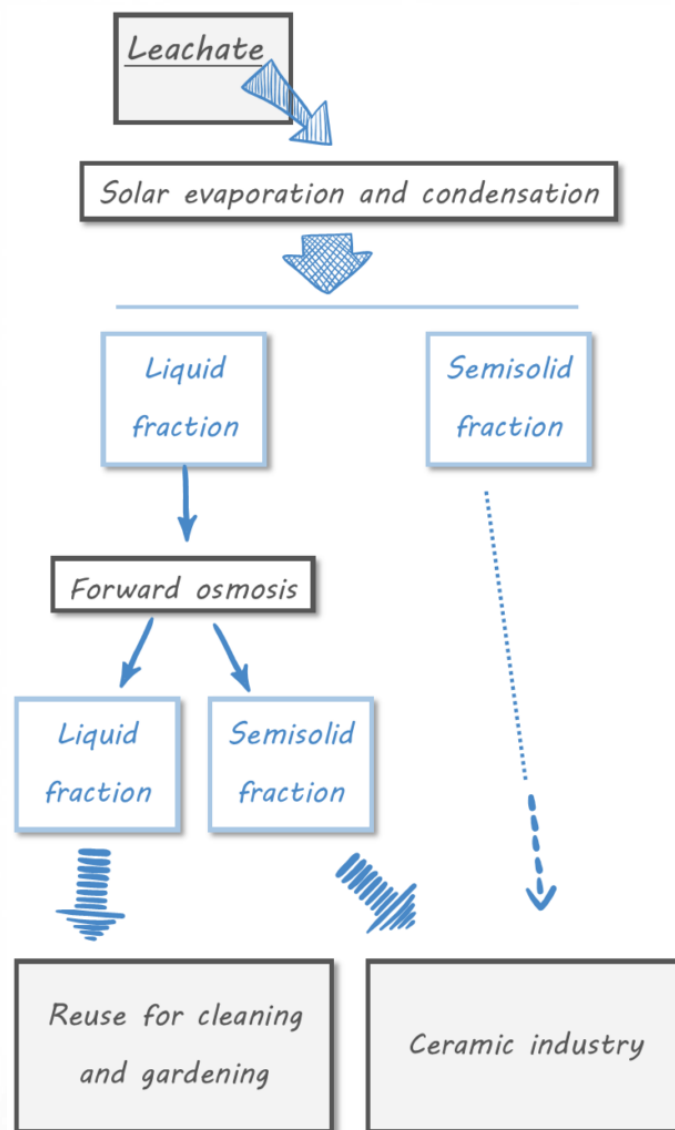 Leachate
Solar evaporation and condensation
Liquid
fraction
Semisolid
fraction
Forward osmosis
Liquid
fraction
Semisolid
fraction
Reuse for cleaning
and gardening
Ceramic industry